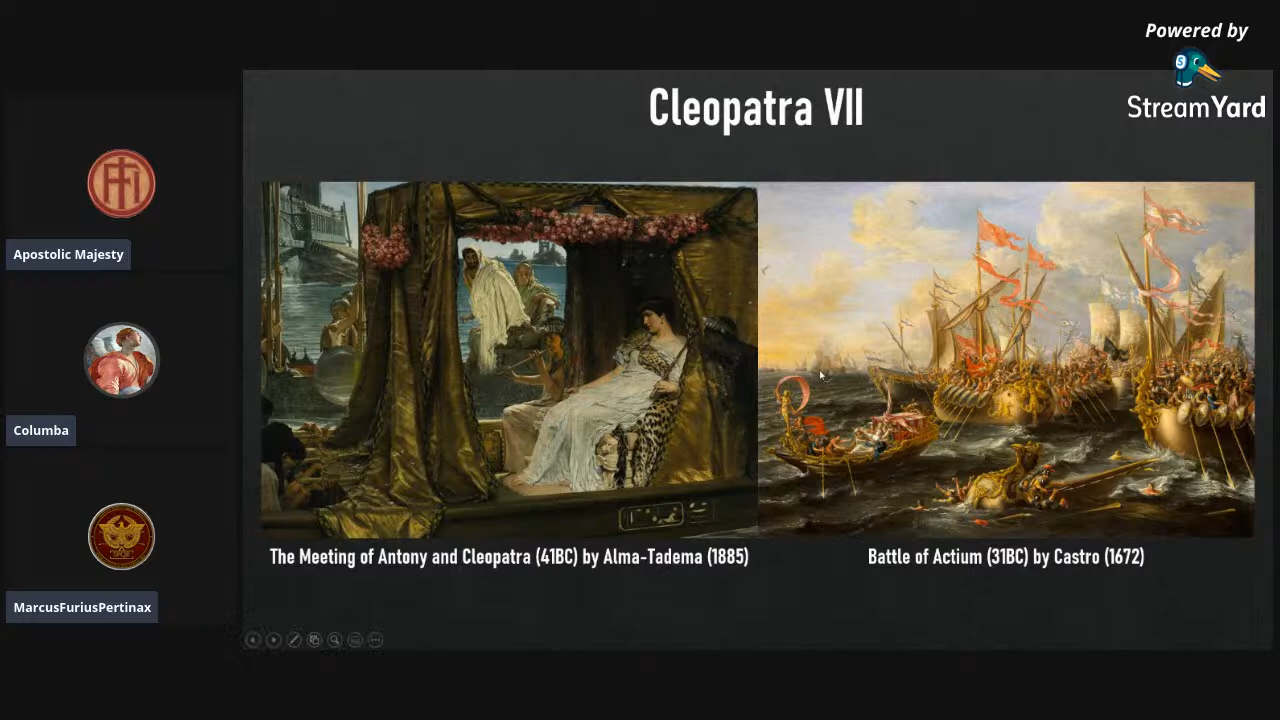 Powered by
StreamYard
Cleopatra VII
Apostolic Majesty
Columba
MarcusFuriusPertinax
The Meeting of Antony and Cleopatra (41BC) by Alma-Tadema (1885)
Battle of Actium (31BC) by Castro (1672)